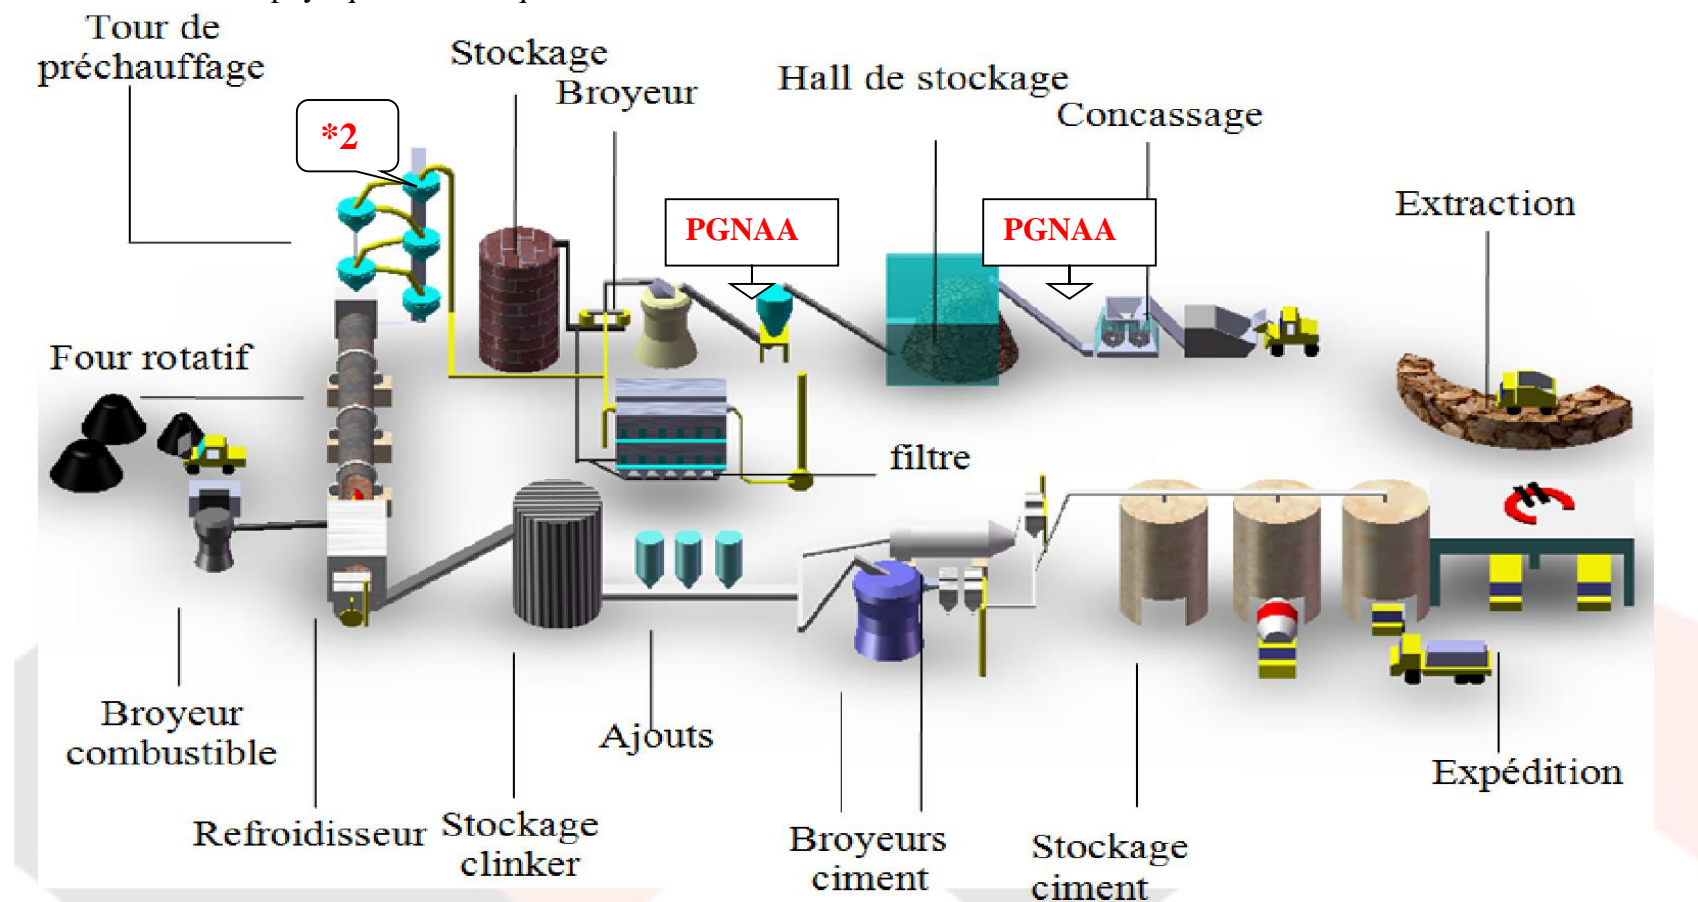 Tour de
préchauffage
Stockage
Broyeur
Hall de stockage
Concassage
*2
PGNAA
PGNAA
Extraction
Four rotatif
filtre
Broyeur
combustible
Ajouts
Expédition
Refroidisseur
Stockage
clinker
Broyeurs
ciment
Stockage
ciment